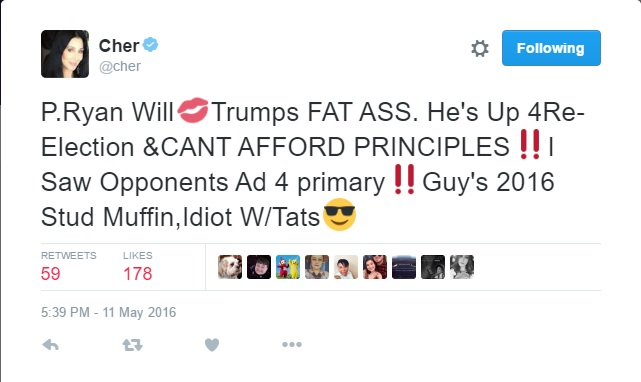 Cher
@cher
Following
P.Ryan Will💋Trumps FAT ASS. He's Up 4Re-
Election &CANT AFFORD PRINCIPLES‼️I
Saw Opponents Ad 4 primary‼️Guy's 2016
Stud Muffin,Idiot W/Tats😎
RETWEETS LIKES
59 178
5:39 PM - 11 May 2016